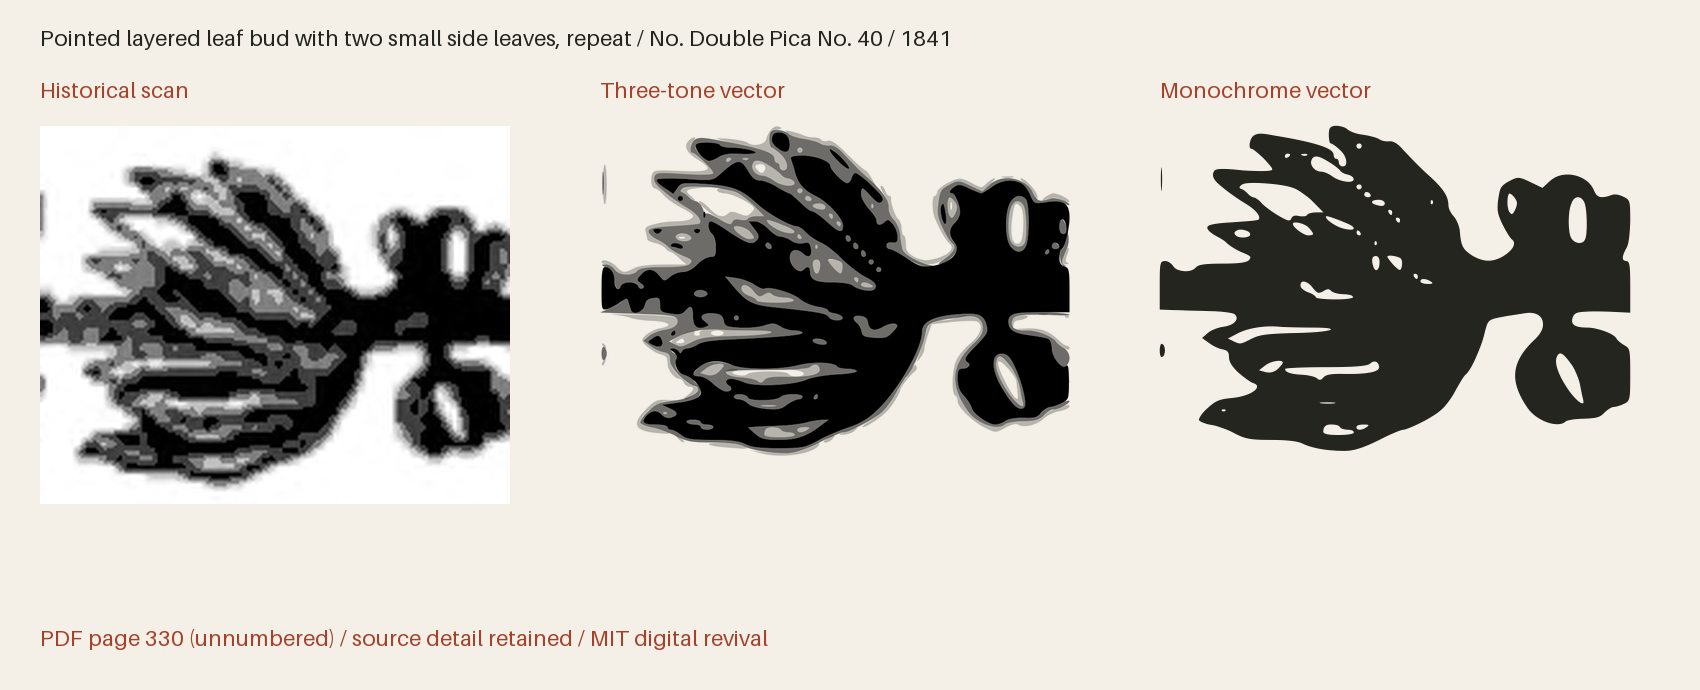 Pointed layered leaf bud with two small side leaves, repeat / No. Double Pica No. 40 / 1841
Historical scan
Three-tone vector
Monochrome vector
PDF page 330 (unnumbered) / source detail retained / MIT digital revival